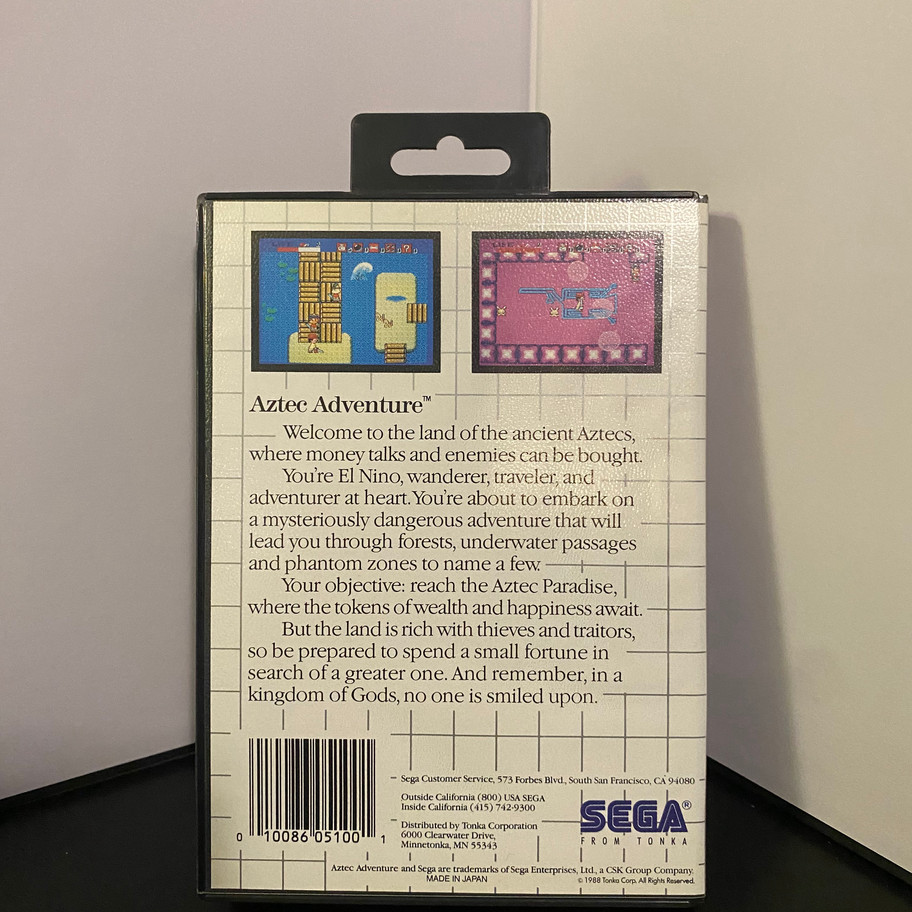 Aztec Adventure™
Welcome to the land of the ancient Aztecs,
where money talks and enemies can be bought.
You're El Nino, wanderer, traveler, and
adventurer at heart. You're about to embark on
a mysteriously dangerous adventure that will
lead you through forests, underwater passages
and phantom zones to name a few.
Your objective: reach the Aztec Paradise,
where the tokens of wealth and happiness await.
But the land is rich with thieves and traitors,
so be prepared to spend a small fortune in
search of a greater one. And remember, in a
kingdom of Gods, no one is smiled upon.
Sega Customer Service, 573 Forbes Blvd., South San Francisco, CA 94080
Outside California (800) USA SEGA
Inside California (415) 742-9300
Distributed by Tonka Corporation
6000 Clearwater Drive,
Minnetonka, MN 55343
SEGA®
FROM TONKA
0 10086 05100 1
Aztec Adventure and Sega are trademarks of Sega Enterprises, Ltd., a CSK Group Company.
MADE IN JAPAN
© 1988 Tonka Corp. All Rights Reserved.